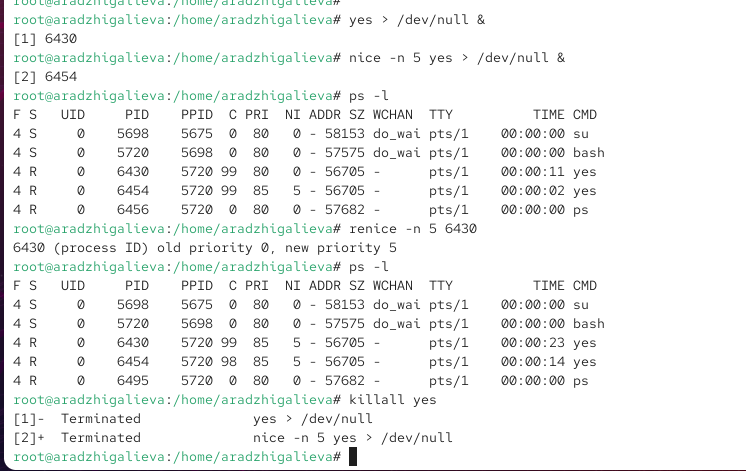 root@aradzhigalieva:/home/aradzhigalieva#
root@aradzhigalieva:/home/aradzhigalieva# yes > /dev/null &
[1] 6430
root@aradzhigalieva:/home/aradzhigalieva# nice -n 5 yes > /dev/null &
[2] 6454
root@aradzhigalieva:/home/aradzhigalieva# ps -l
F S   UID     PID    PPID  C PRI  NI ADDR SZ WCHAN  TTY          TIME CMD
4 S     0    5698    5675  0  80   0 - 58153 do_wai pts/1    00:00:00 su
4 S     0    5720    5698  0  80   0 - 57575 do_wai pts/1    00:00:00 bash
4 R     0    6430    5720 99  80   0 - 56705 -      pts/1    00:00:11 yes
4 R     0    6454    5720 99  85   5 - 56705 -      pts/1    00:00:02 yes
4 R     0    6456    5720  0  80   0 - 57682 -      pts/1    00:00:00 ps
root@aradzhigalieva:/home/aradzhigalieva# renice -n 5 6430
6430 (process ID) old priority 0, new priority 5
root@aradzhigalieva:/home/aradzhigalieva# ps -l
F S   UID     PID    PPID  C PRI  NI ADDR SZ WCHAN  TTY          TIME CMD
4 S     0    5698    5675  0  80   0 - 58153 do_wai pts/1    00:00:00 su
4 S     0    5720    5698  0  80   0 - 57575 do_wai pts/1    00:00:00 bash
4 R     0    6430    5720 99  85   5 - 56705 -      pts/1    00:00:23 yes
4 R     0    6454    5720 98  85   5 - 56705 -      pts/1    00:00:14 yes
4 R     0    6495    5720  0  80   0 - 57682 -      pts/1    00:00:00 ps
root@aradzhigalieva:/home/aradzhigalieva# killall yes
[1]-  Terminated              yes > /dev/null
[2]+  Terminated              nice -n 5 yes > /dev/null
root@aradzhigalieva:/home/aradzhigalieva#